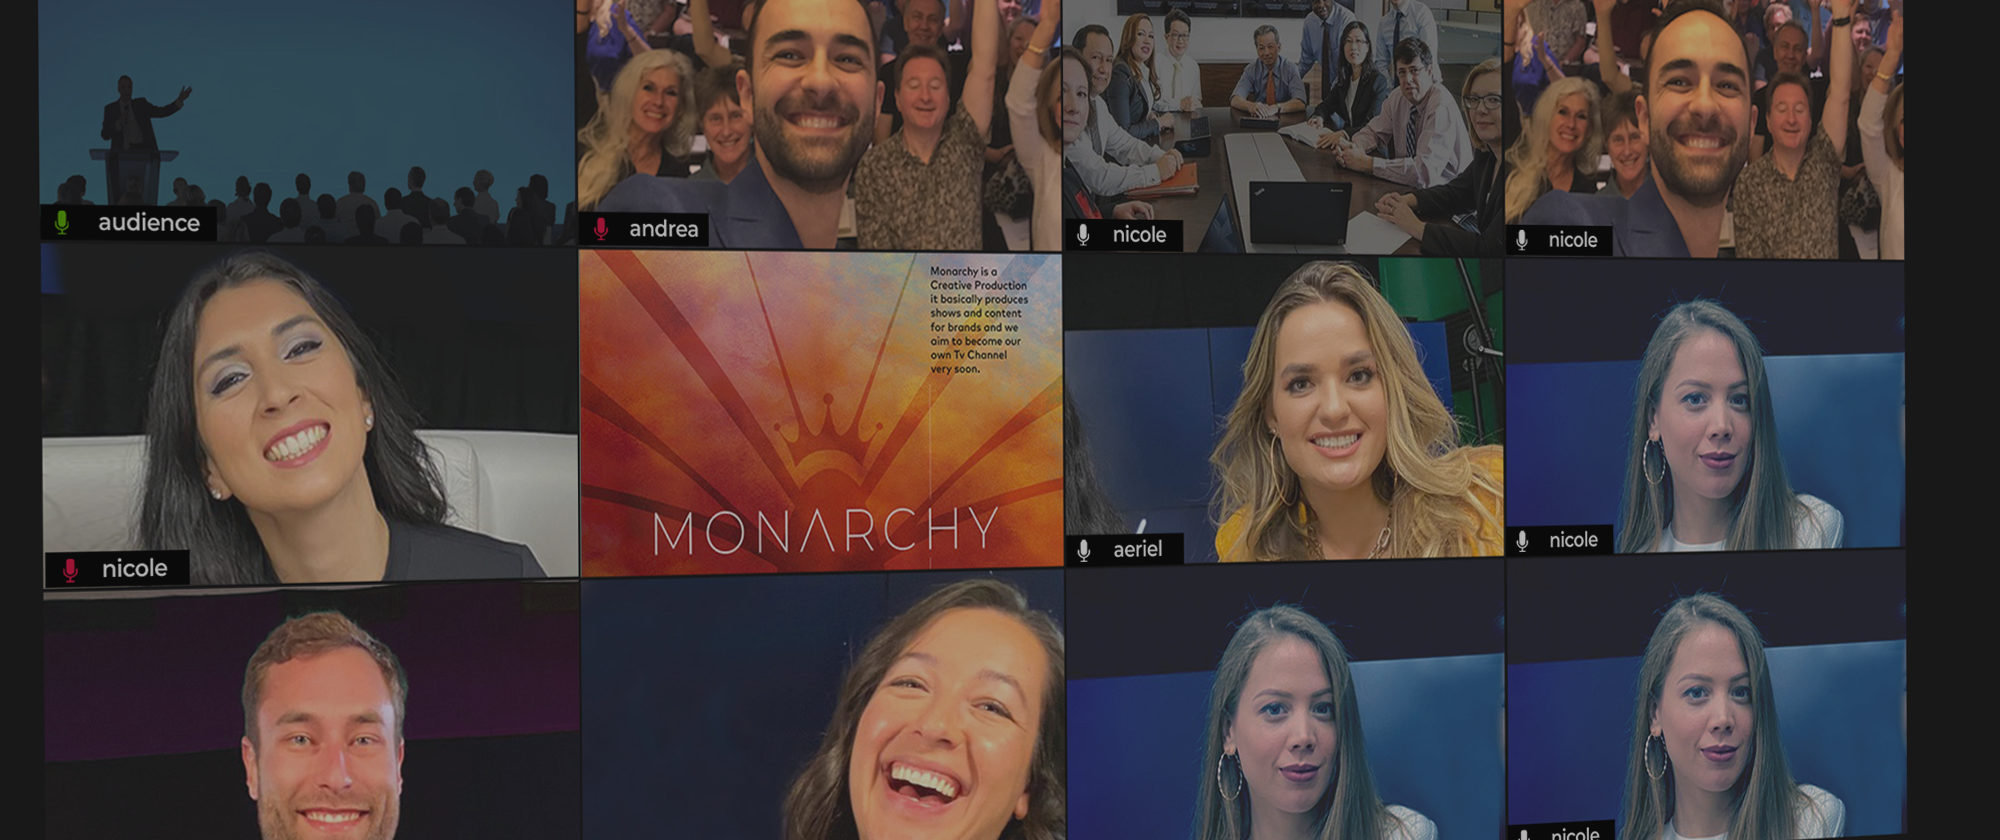 audience
andrea
nicole
nicole
Monarchy is a
Creative Production
it basically produces
shows and content
for brands and we
aim to become our
own Tv Channel
very soon.
MONARCHY
nicole
aeriel
nicole
nicole